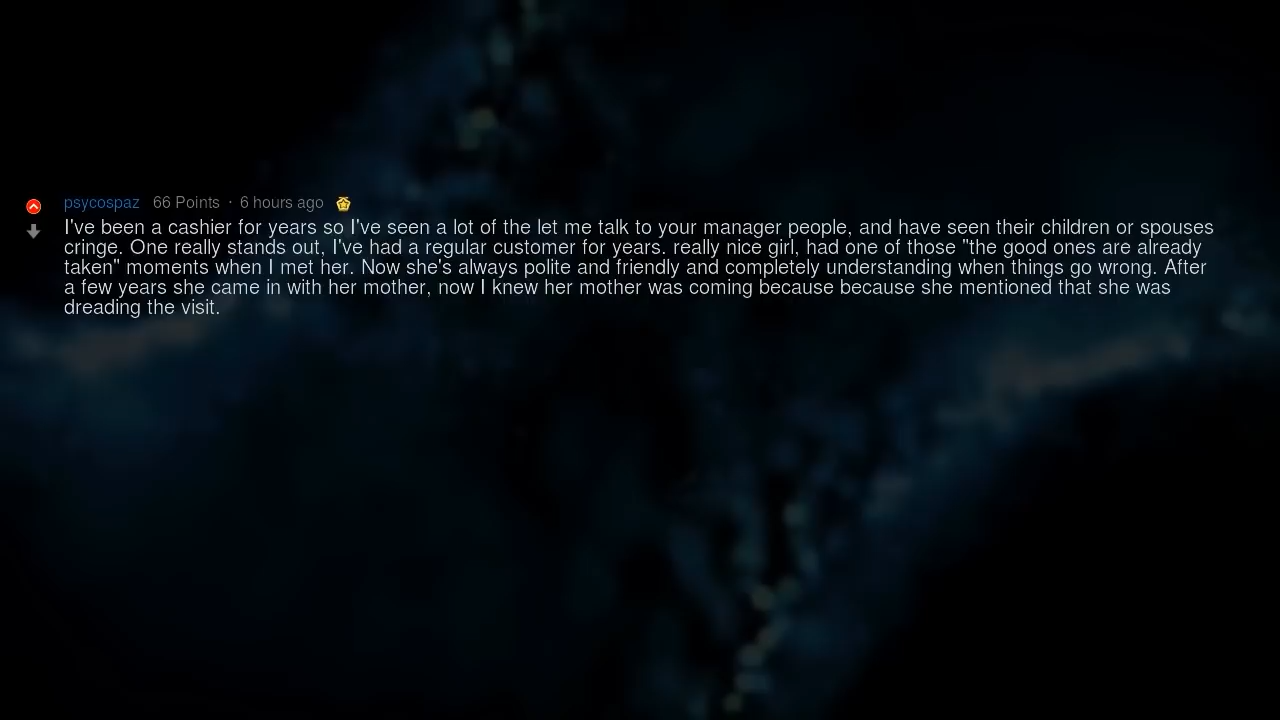 psycospaz 66 Points · 6 hours ago
I've been a cashier for years so I've seen a lot of the let me talk to your manager people, and have seen their children or spouses
cringe. One really stands out, I've had a regular customer for years. really nice girl, had one of those "the good ones are already
taken" moments when I met her. Now she's always polite and friendly and completely understanding when things go wrong. After
a few years she came in with her mother, now I knew her mother was coming because because she mentioned that she was
dreading the visit.